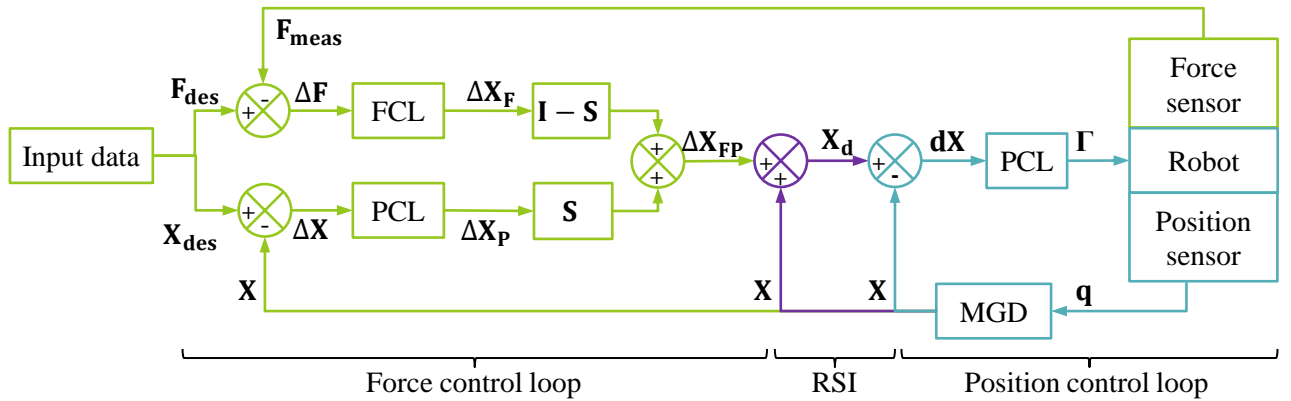 F_meas
F_des
-
+
ΔF
FCL
ΔX_F
I − S
Force
sensor
Input data
+
+
ΔX_FP
+
+
X_d
+
-
dX
PCL
Γ
Robot
X_des
+
-
ΔX
PCL
ΔX_P
S
Position
sensor
X
X
X
MGD
q
Force control loop
RSI
Position control loop